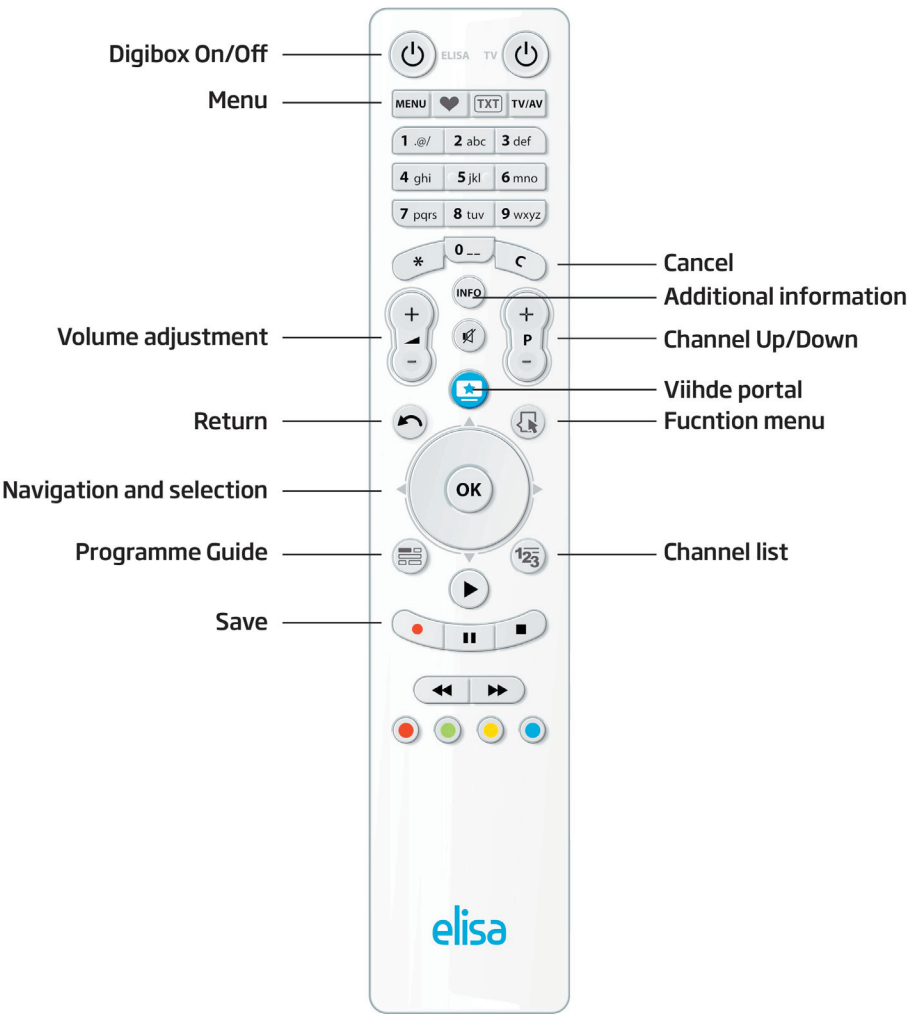 Digibox On/Off
ELISA TV
Menu
MENU TXT TV/AV
1 .@/ 2 abc 3 def
4 ghi 5 jkl 6 mno
7 pqrs 8 tuv 9 wxyz
* 0 _ _ C
Cancel
INFO
Additional information
Volume adjustment
+ +
P
- -
Channel Up/Down
Viihde portal
Return
Fucntion menu
Navigation and selection
OK
Programme Guide
123
Channel list
Save
elisa